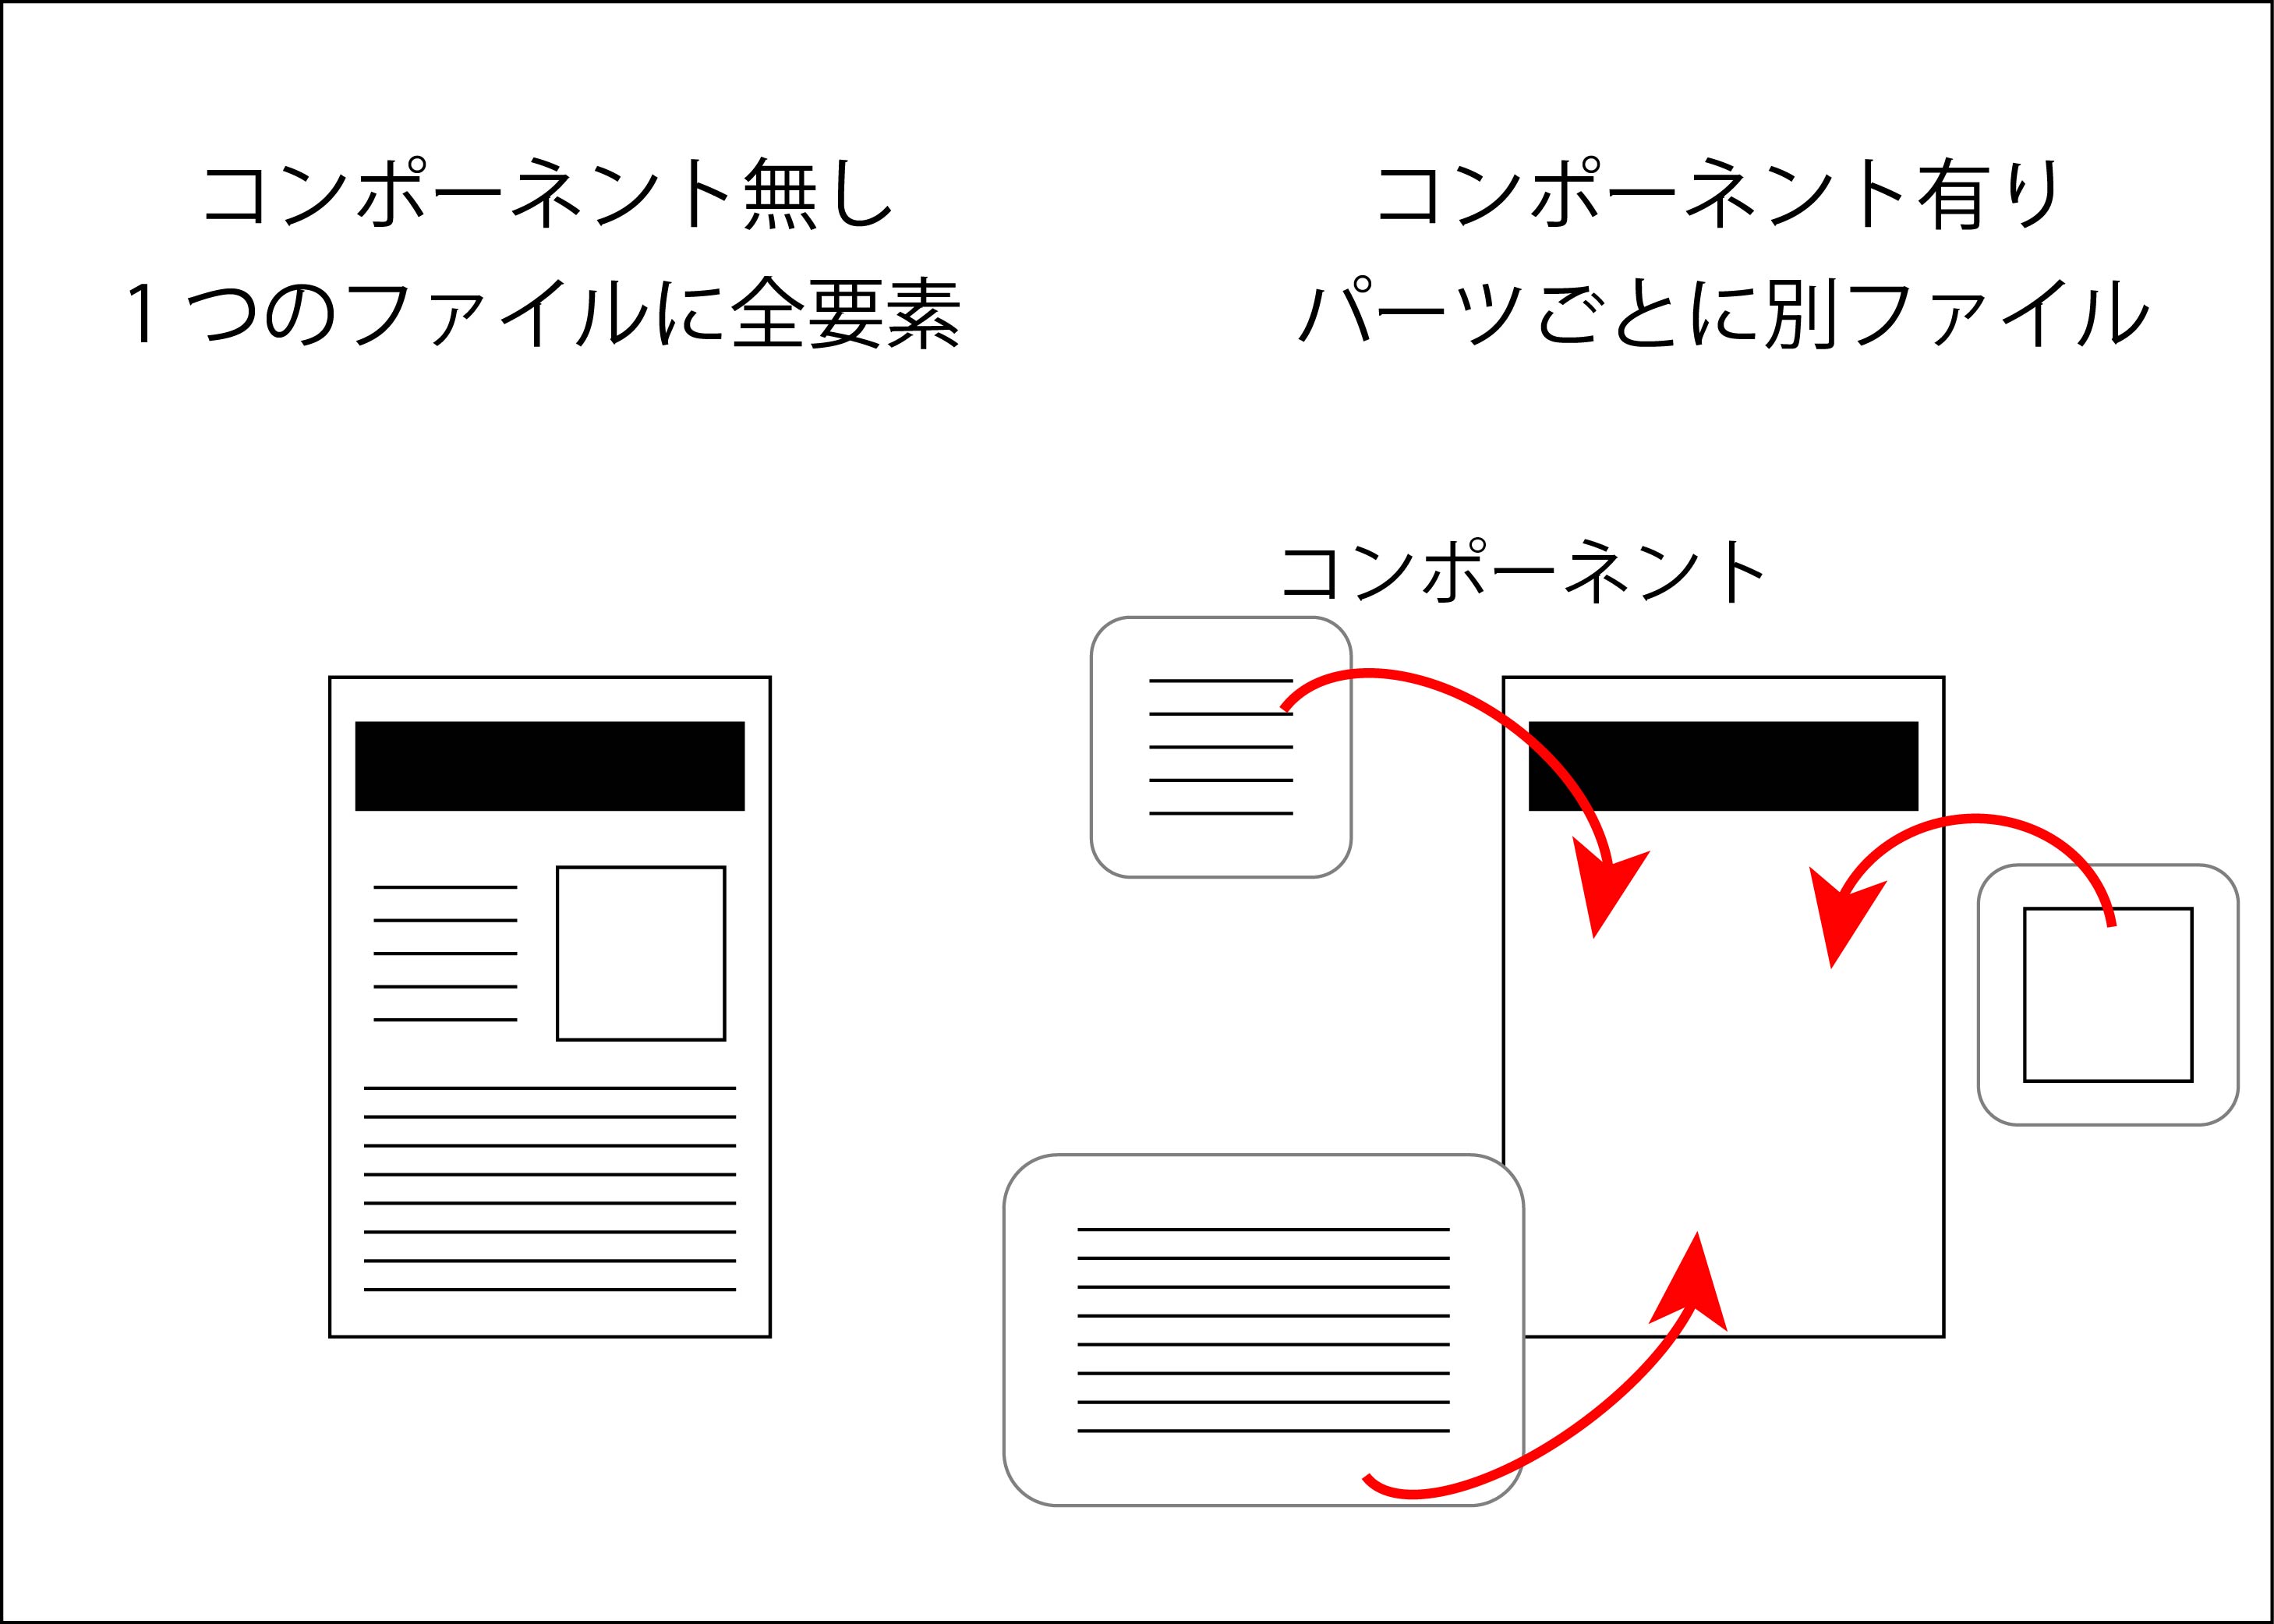 コンポーネント無し
１つのファイルに全要素
コンポーネント有り
パーツごとに別ファイル
コンポーネント